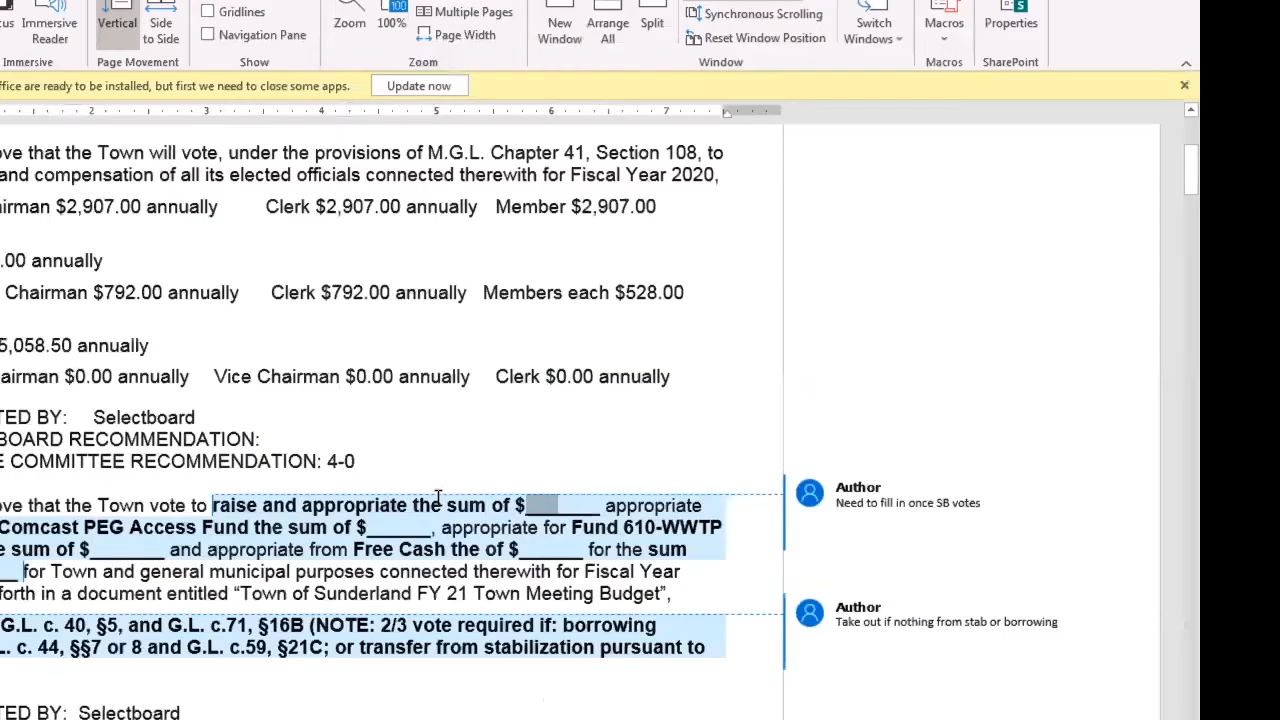 Immersive Reader
Vertical
Side to Side
Gridlines
Navigation Pane
Zoom
100
100%
Multiple Pages
Page Width
New Window
Arrange All
Split
Synchronous Scrolling
Reset Window Position
Switch Windows
Macros
Properties
Immersive
Page Movement
Show
Zoom
Window
Macros
SharePoint
ffice are ready to be installed, but first we need to close some apps.
Update now
2 3 4 5 6 7
ove that the Town will vote, under the provisions of M.G.L. Chapter 41, Section 108, to
and compensation of all its elected officials connected therewith for Fiscal Year 2020,
irman $2,907.00 annually Clerk $2,907.00 annually Member $2,907.00
.00 annually
Chairman $792.00 annually Clerk $792.00 annually Members each $528.00
5,058.50 annually
airman $0.00 annually Vice Chairman $0.00 annually Clerk $0.00 annually
TED BY: Selectboard
BOARD RECOMMENDATION:
E COMMITTEE RECOMMENDATION: 4-0
ove that the Town vote to raise and appropriate the sum of $_______ appropriate
Comcast PEG Access Fund the sum of $______, appropriate for Fund 610-WWTP
e sum of $_______ and appropriate from Free Cash the of $______ for the sum
__ for Town and general municipal purposes connected therewith for Fiscal Year
forth in a document entitled “Town of Sunderland FY 21 Town Meeting Budget”,
G.L. c. 40, §5, and G.L. c.71, §16B (NOTE: 2/3 vote required if: borrowing
L. c. 44, §§7 or 8 and G.L. c.59, §21C; or transfer from stabilization pursuant to
TED BY: Selectboard
Author
Need to fill in once SB votes
Author
Take out if nothing from stab or borrowing